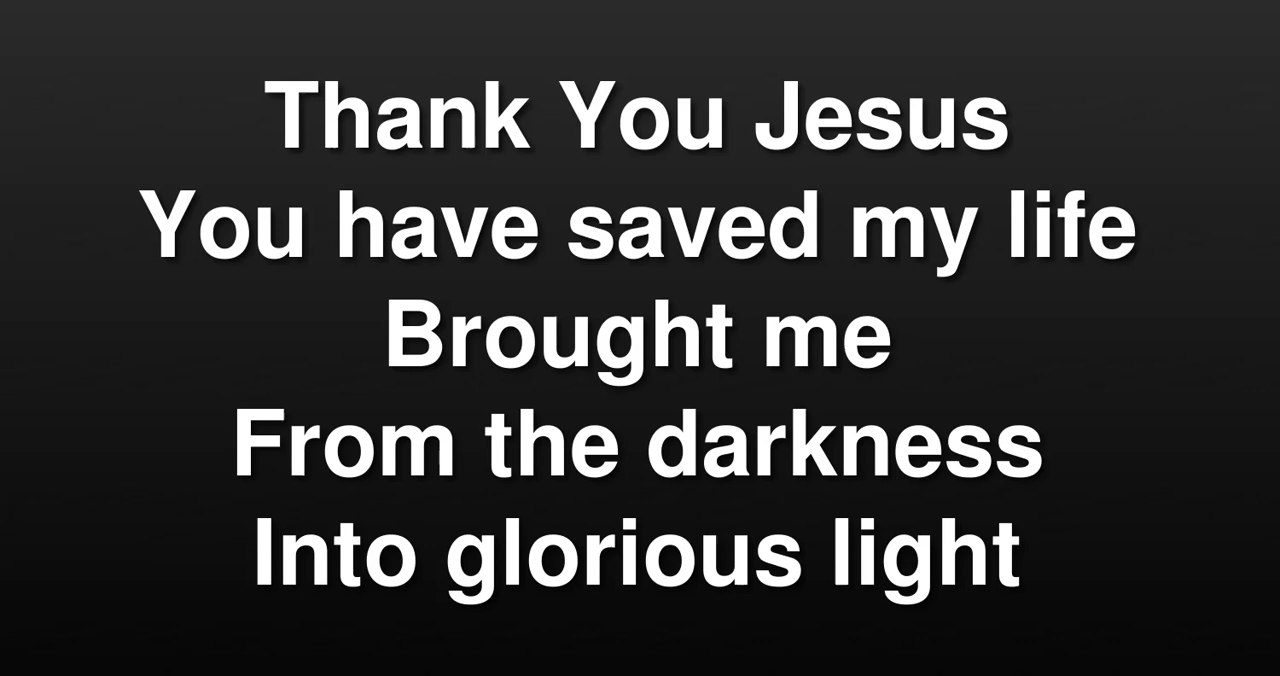 Thank You Jesus
You have saved my life
Brought me
From the darkness
Into glorious light